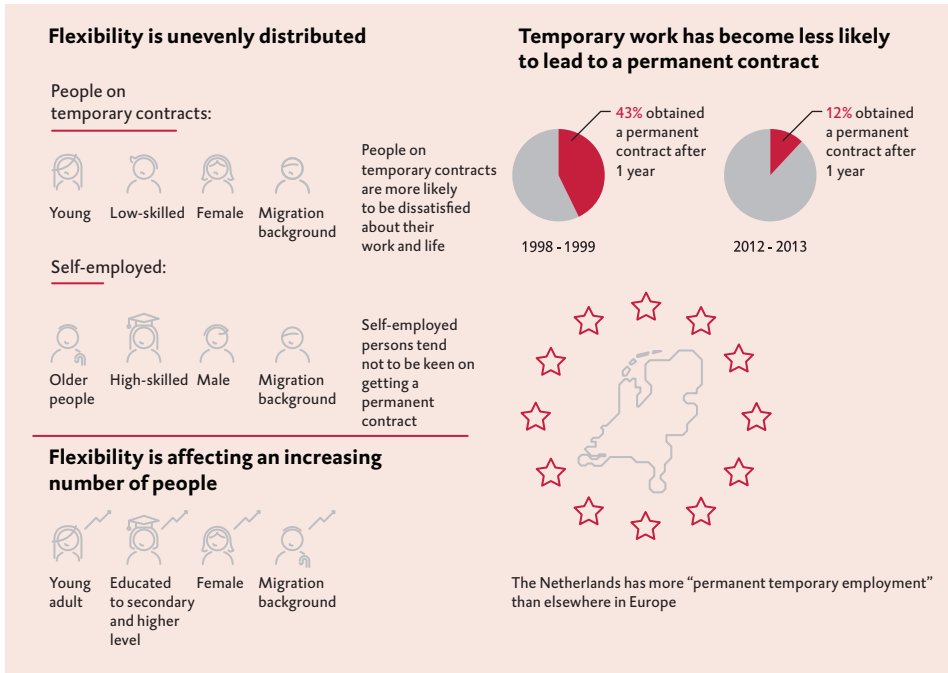 Flexibility is unevenly distributed
People on
temporary contracts:
Young
Low-skilled
Female
Migration
background
People on
temporary contracts
are more likely
to be dissatisfied
about their
work and life
Self-employed:
Older
people
High-skilled
Male
Migration
background
Self-employed
persons tend
not to be keen on
getting a
permanent
contract
Flexibility is affecting an increasing
number of people
Young
adult
Educated
to secondary
and higher
level
Female
Migration
background
Temporary work has become less likely
to lead to a permanent contract
43% obtained
a permanent
contract after
1 year
1998 - 1999
12% obtained
a permanent
contract after
1 year
2012 - 2013
The Netherlands has more “permanent temporary employment”
than elsewhere in Europe